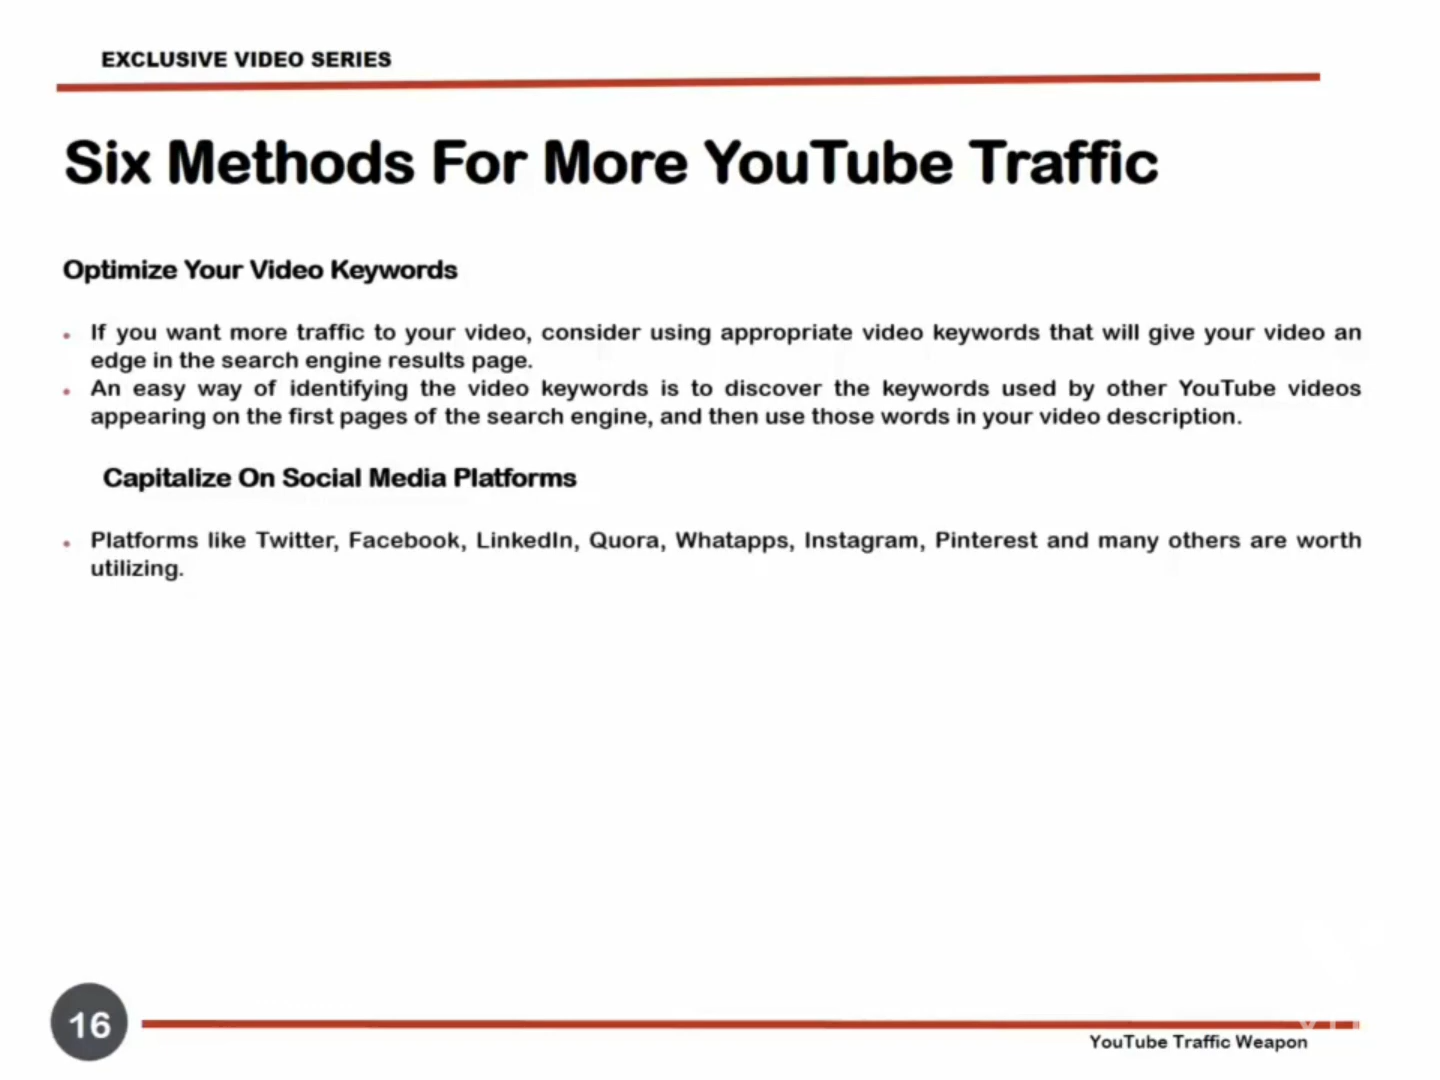 EXCLUSIVE VIDEO SERIES
Six Methods For More YouTube Traffic
Optimize Your Video Keywords
• If you want more traffic to your video, consider using appropriate video keywords that will give your video an
edge in the search engine results page.
• An easy way of identifying the video keywords is to discover the keywords used by other YouTube videos
appearing on the first pages of the search engine, and then use those words in your video description.
Capitalize On Social Media Platforms
• Platforms like Twitter, Facebook, LinkedIn, Quora, Whatapps, Instagram, Pinterest and many others are worth
utilizing.
16
YouTube Traffic Weapon